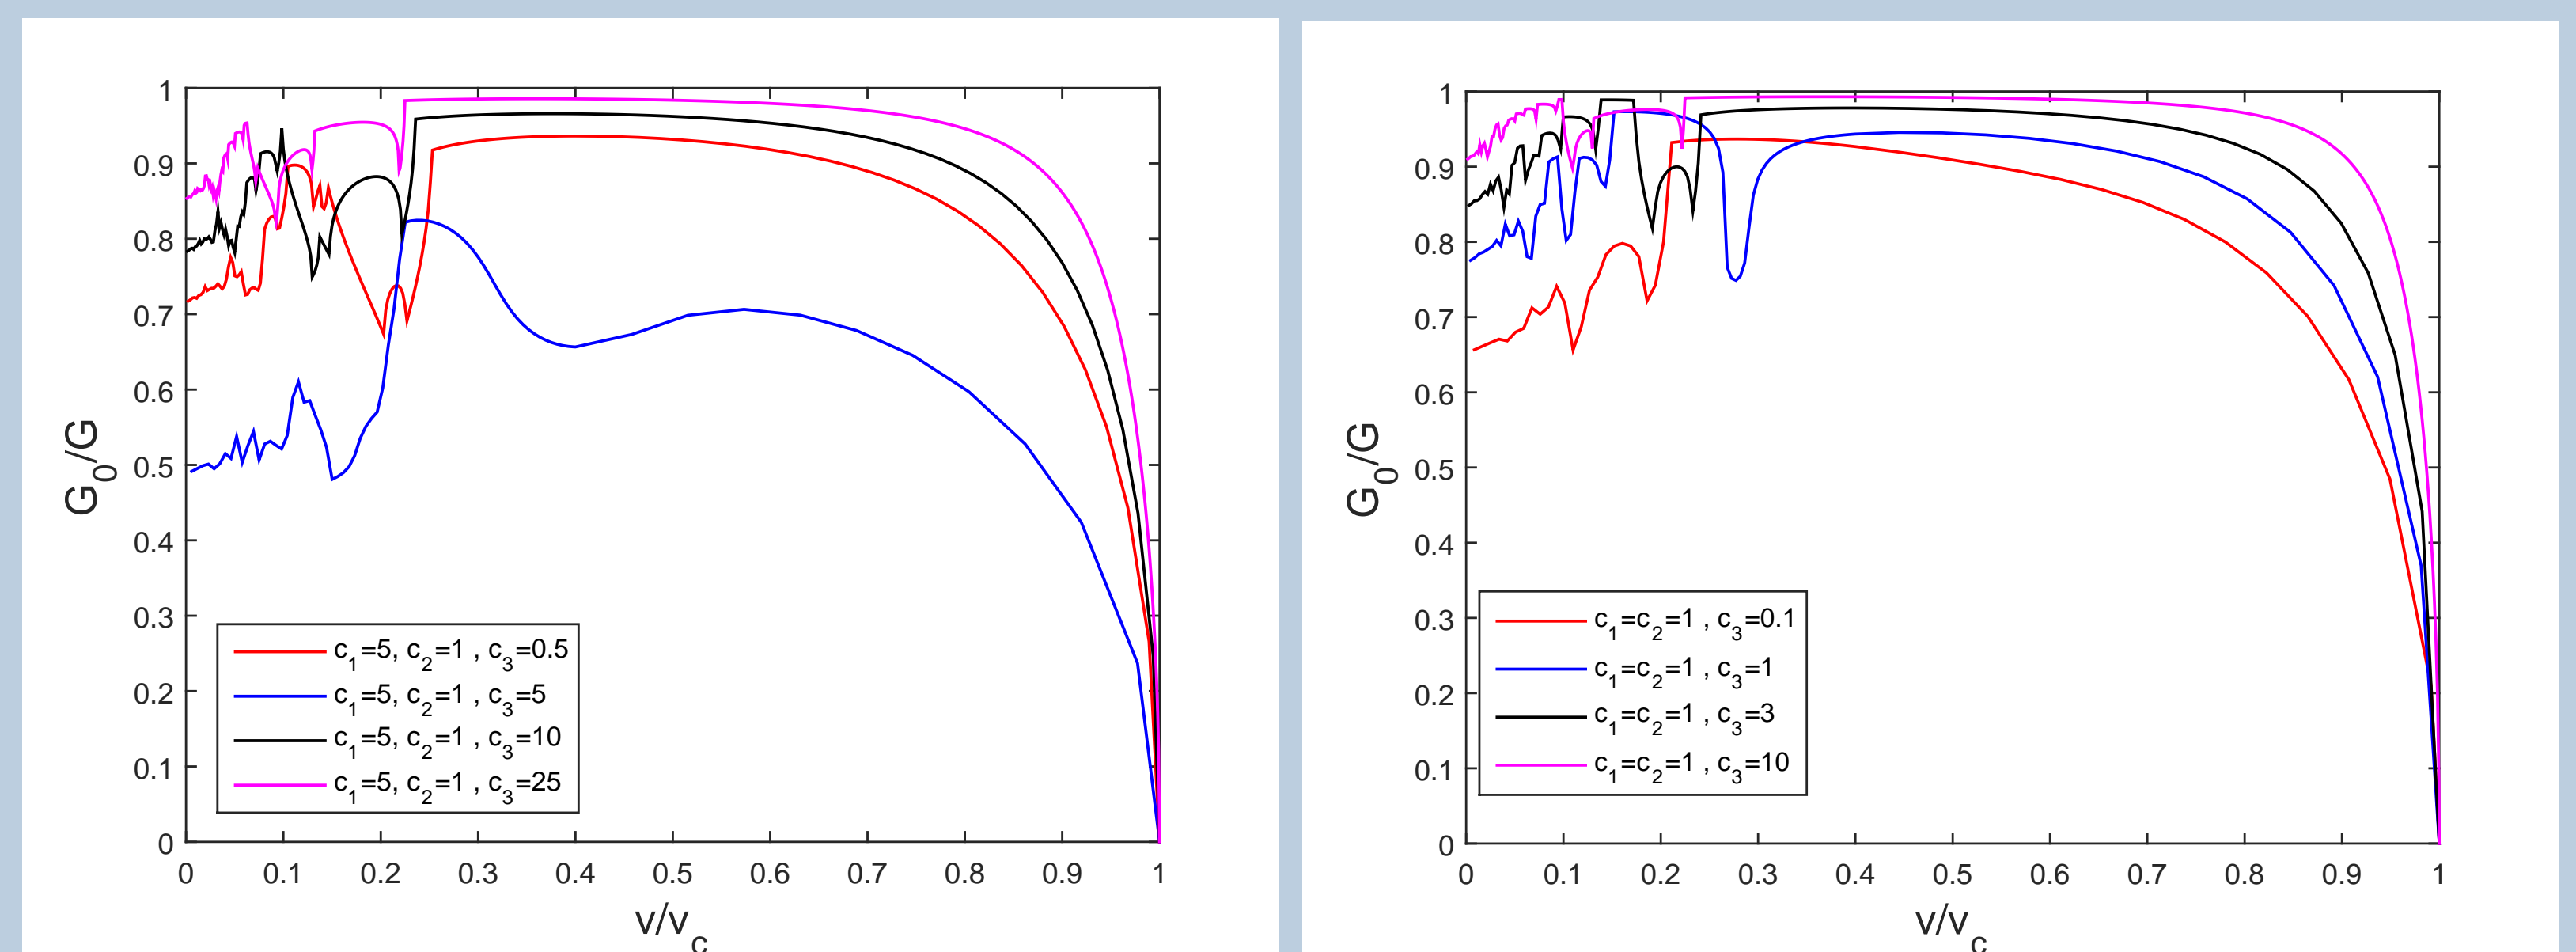 1
0.9
0.8
0.7
0.6
0.5
0.4
0.3
0.2
0.1
0
G0/G
c1=5, c2=1 , c3=0.5
c1=5, c2=1 , c3=5
c1=5, c2=1 , c3=10
c1=5, c2=1 , c3=25
0 0.1 0.2 0.3 0.4 0.5 0.6 0.7 0.8 0.9 1
v/vc
1
0.9
0.8
0.7
0.6
0.5
0.4
0.3
0.2
0.1
0
G0/G
c1=c2=1 , c3=0.1
c1=c2=1 , c3=1
c1=c2=1 , c3=3
c1=c2=1 , c3=10
0 0.1 0.2 0.3 0.4 0.5 0.6 0.7 0.8 0.9 1
v/vc